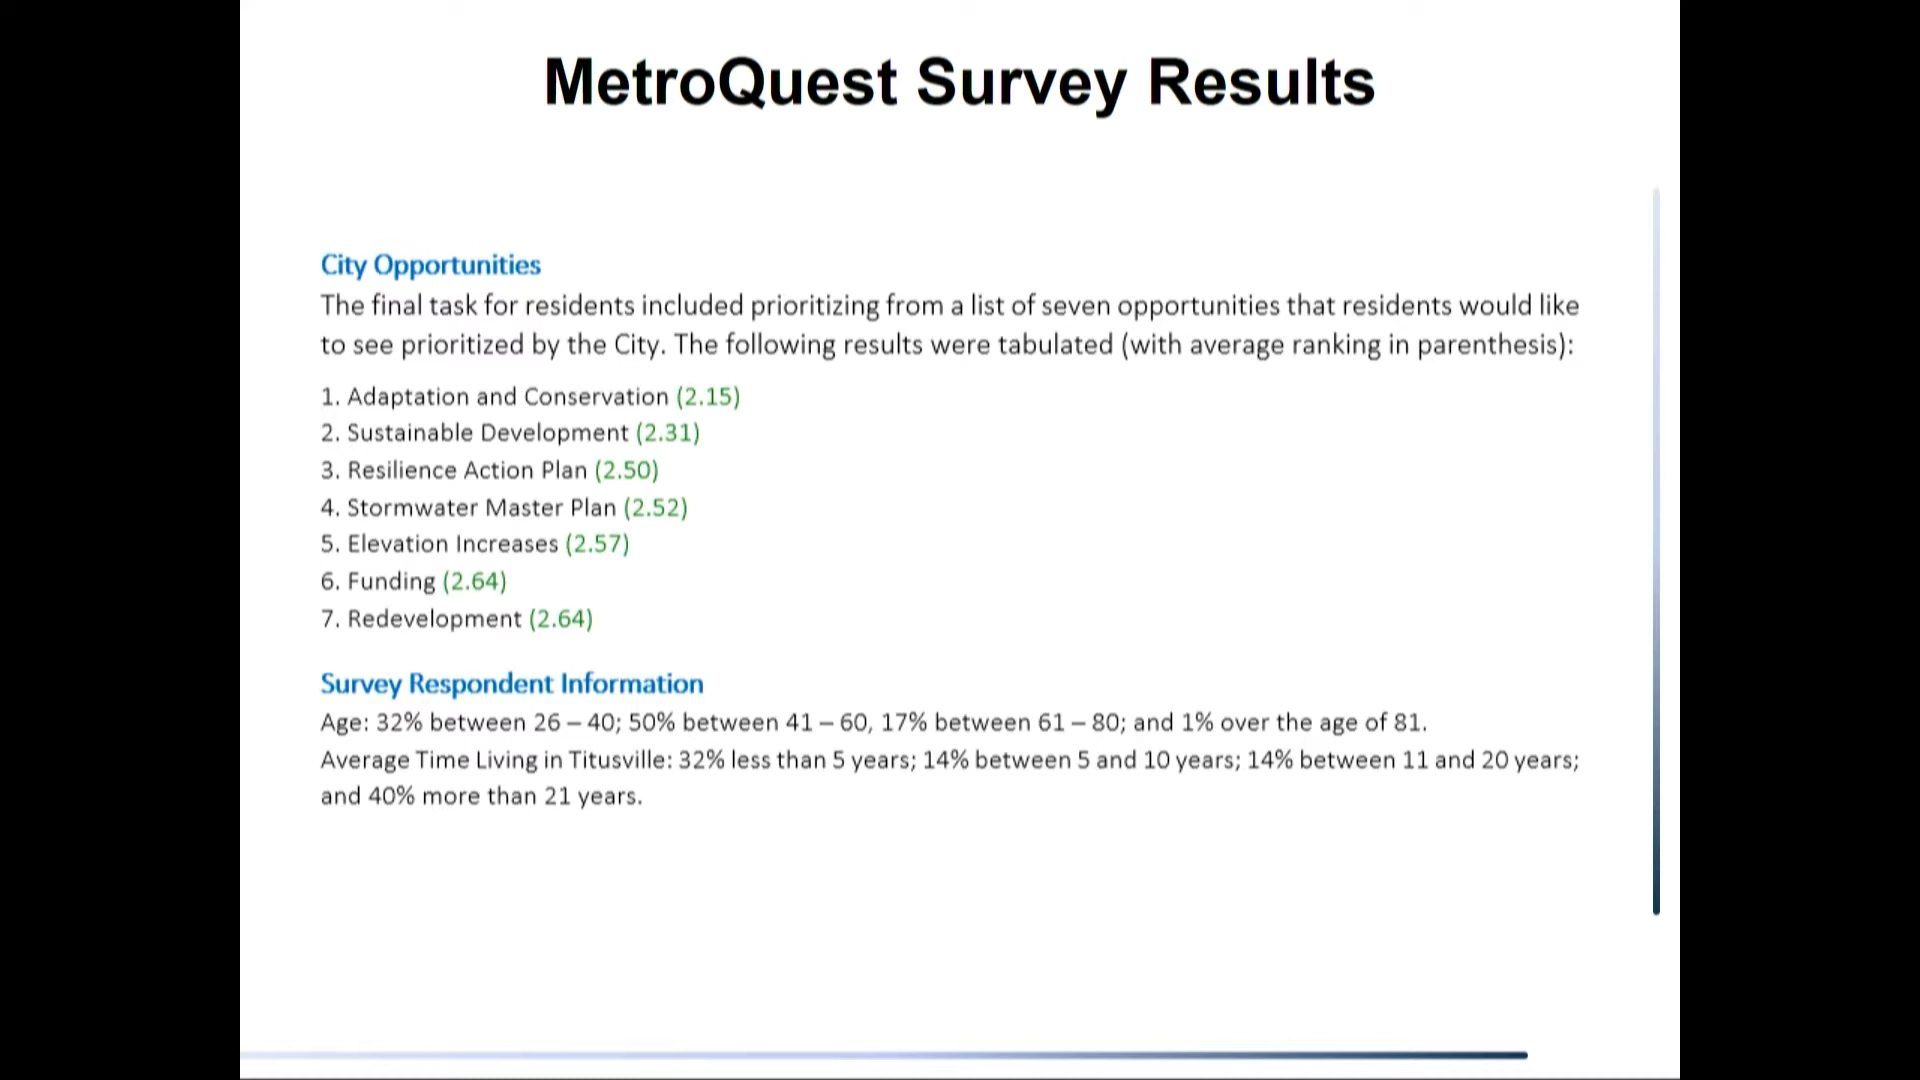 MetroQuest Survey Results
City Opportunities
The final task for residents included prioritizing from a list of seven opportunities that residents would like
to see prioritized by the City. The following results were tabulated (with average ranking in parenthesis):
1. Adaptation and Conservation (2.15)
2. Sustainable Development (2.31)
3. Resilience Action Plan (2.50)
4. Stormwater Master Plan (2.52)
5. Elevation Increases (2.57)
6. Funding (2.64)
7. Redevelopment (2.64)
Survey Respondent Information
Age: 32% between 26 – 40; 50% between 41 – 60, 17% between 61 – 80; and 1% over the age of 81.
Average Time Living in Titusville: 32% less than 5 years; 14% between 5 and 10 years; 14% between 11 and 20 years;
and 40% more than 21 years.